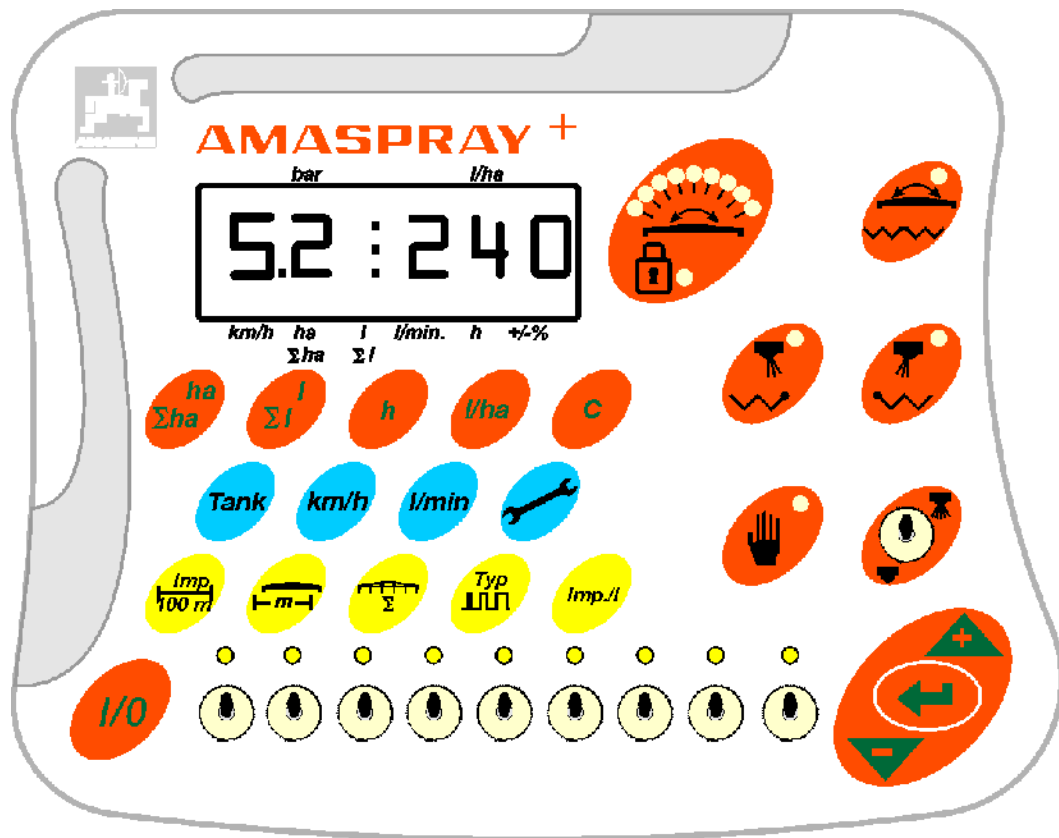 AMASPRAY +
bar l/ha
5.2 : 240
km/h ha l l/min. h +/-%
Σha Σl
ha l h l/ha C
Σha Σl
Tank km/h l/min
Imp. Typ
100 m m Σ Imp./l
I/0
+
-